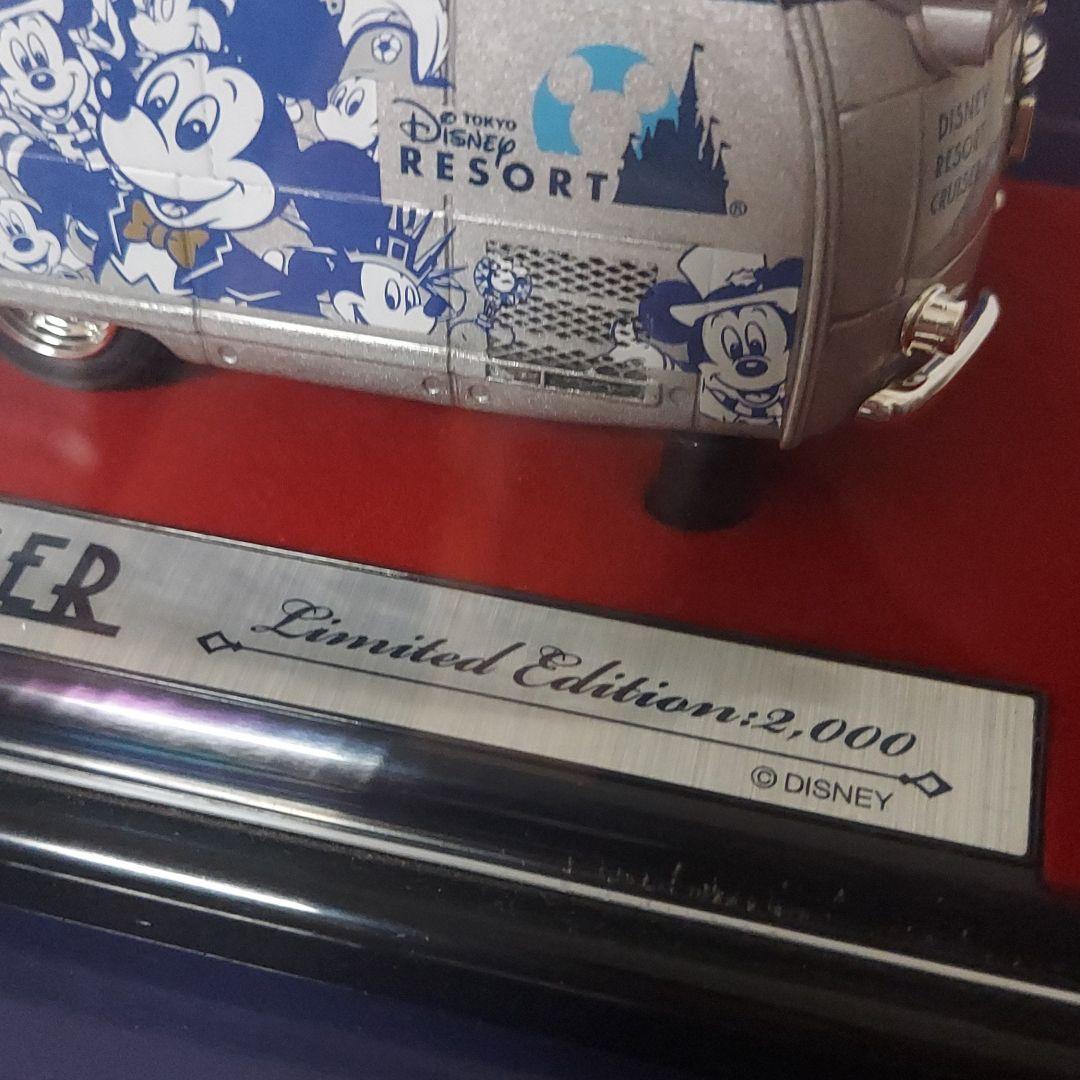 TOKYO
Disney
RESORT®
DISNEY
RESORT
CRUISER
ER
Limited Edition:2,000
© DISNEY